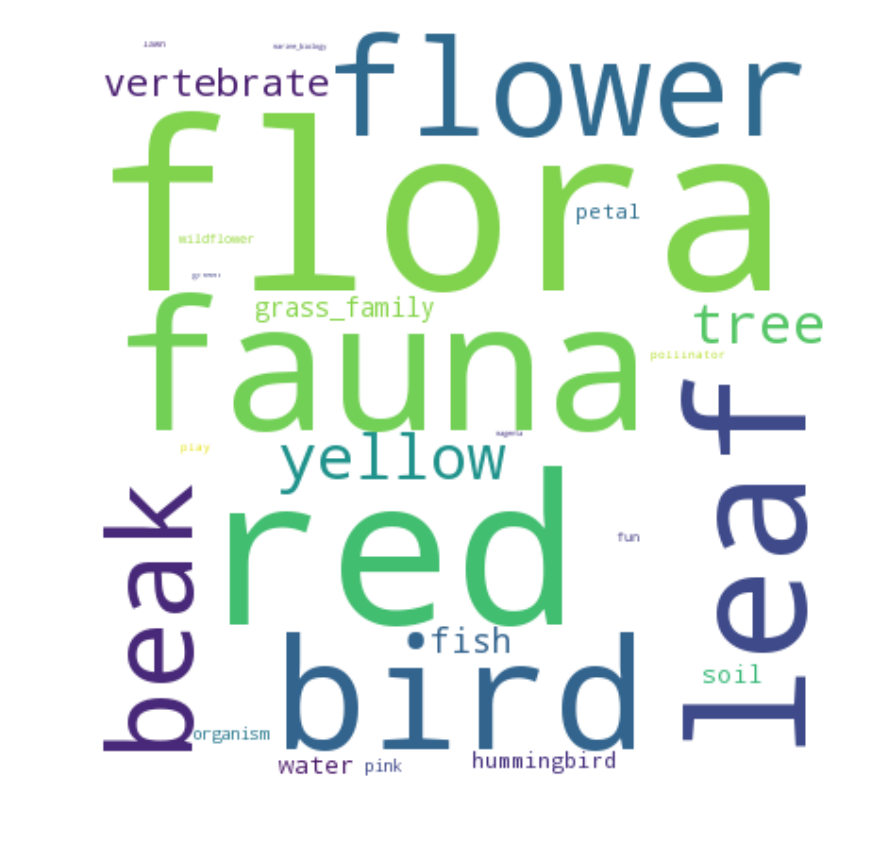 lawn
marine_biology
flower
vertebrate
flora
petal
wildflower
grass_family
tree
fauna
pollinator
leaf
magenta
yellow
play
beak
red
fun
fish
bird
soil
organism
water
pink
hummingbird